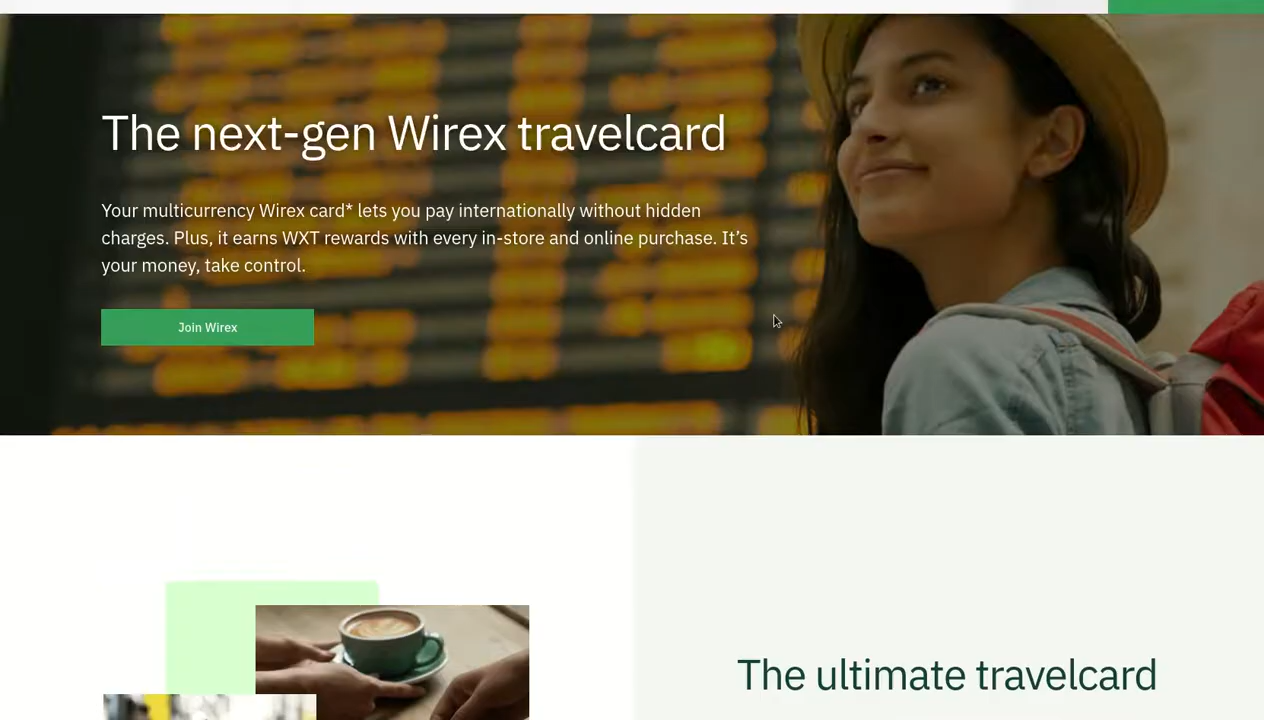 The next-gen Wirex travelcard
Your multicurrency Wirex card* lets you pay internationally without hidden
charges. Plus, it earns WXT rewards with every in-store and online purchase. It’s
your money, take control.
Join Wirex
The ultimate travelcard